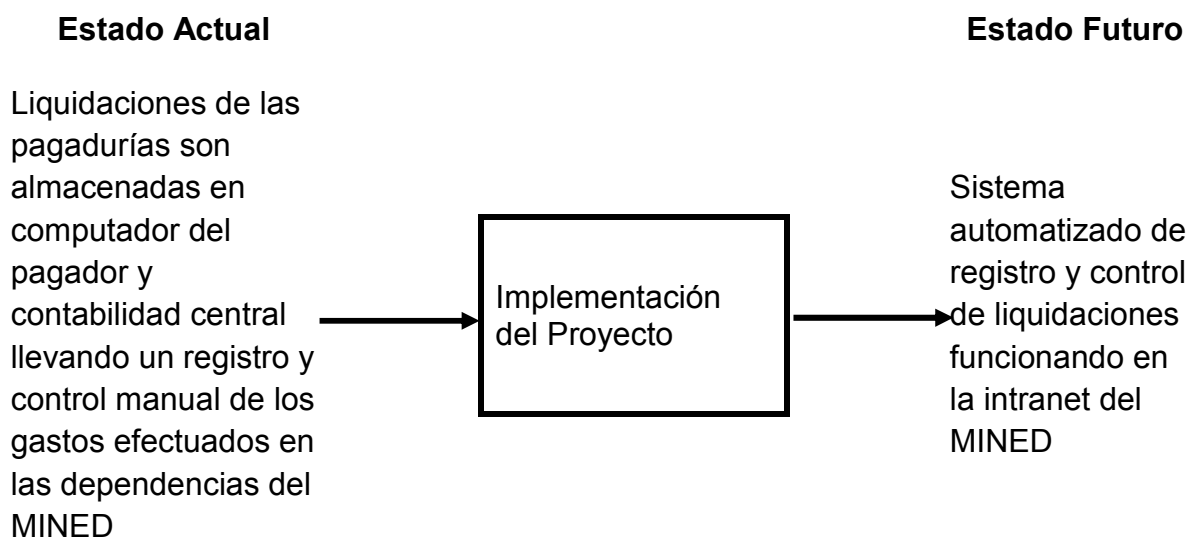 Estado Actual
Estado Futuro
Liquidaciones de las
pagadurías son
almacenadas en
computador del
pagador y
contabilidad central
llevando un registro y
control manual de los
gastos efectuados en
las dependencias del
MINED
Implementación
del Proyecto
Sistema
automatizado de
registro y control
de liquidaciones
funcionando en
la intranet del
MINED